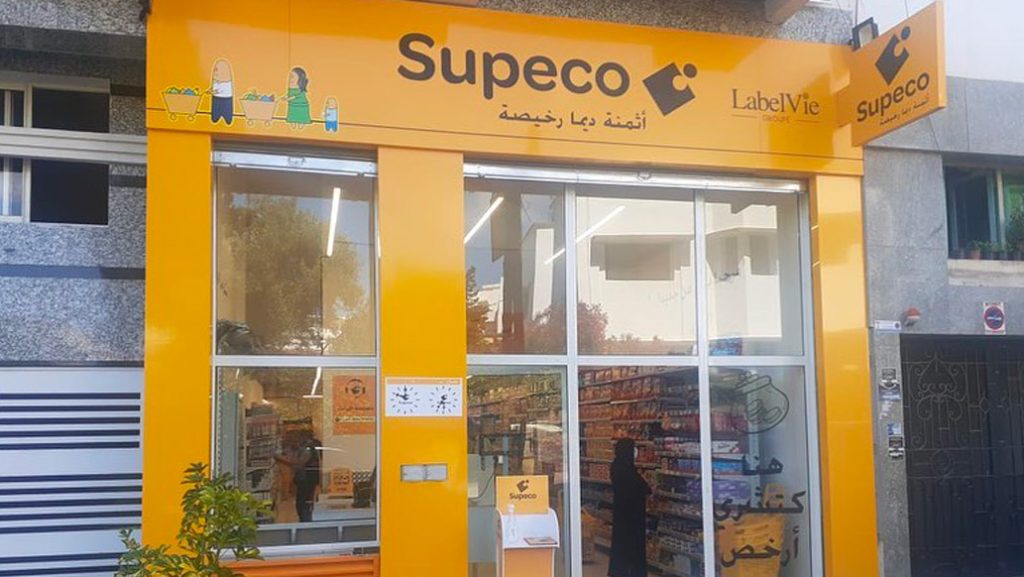 Supeco
أثمنة ديما رخيصة
LabelVie
GROUPE
Supeco
أثمنة ديما رخيصة
Supeco
هنا
كتشري
أرخص